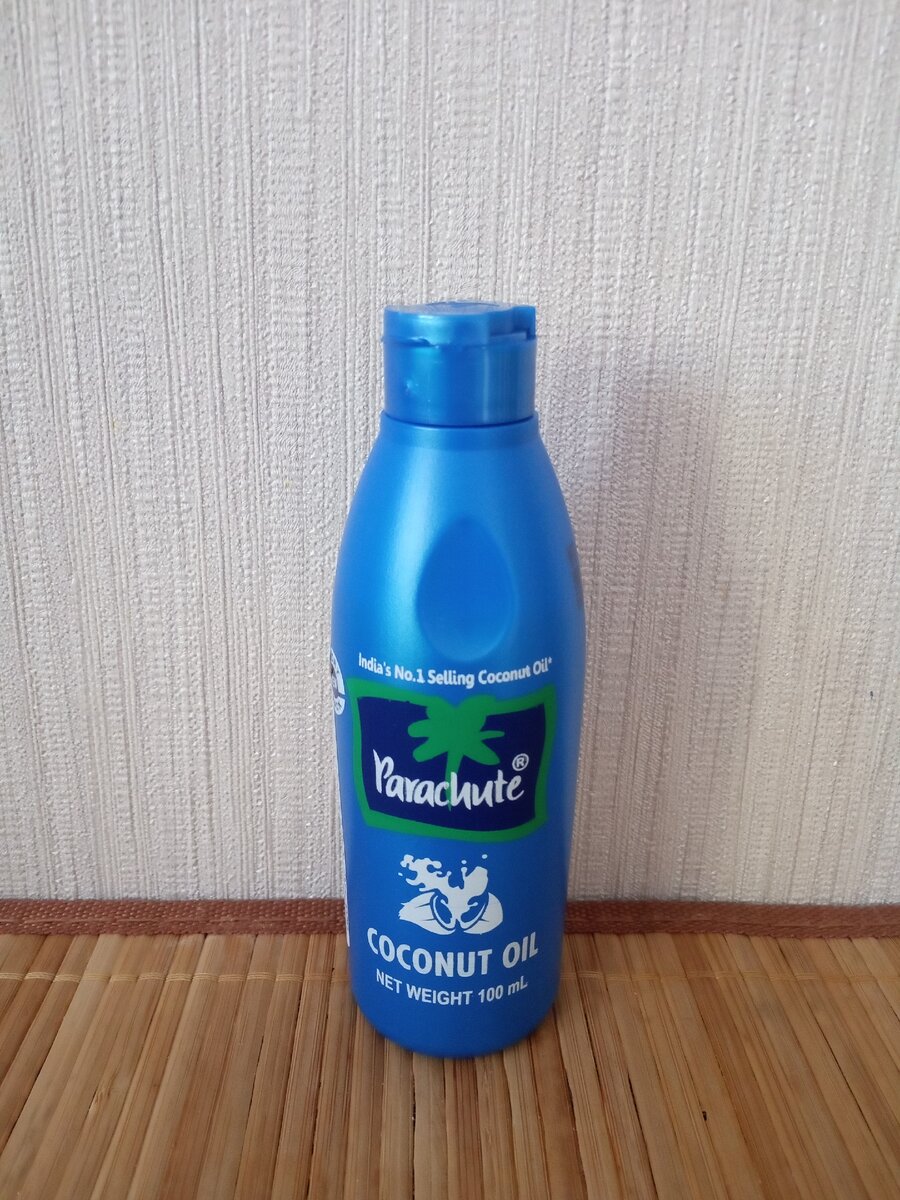 India's No.1 Selling Coconut Oil*
Parachute®
COCONUT OIL
NET WEIGHT 100 mL